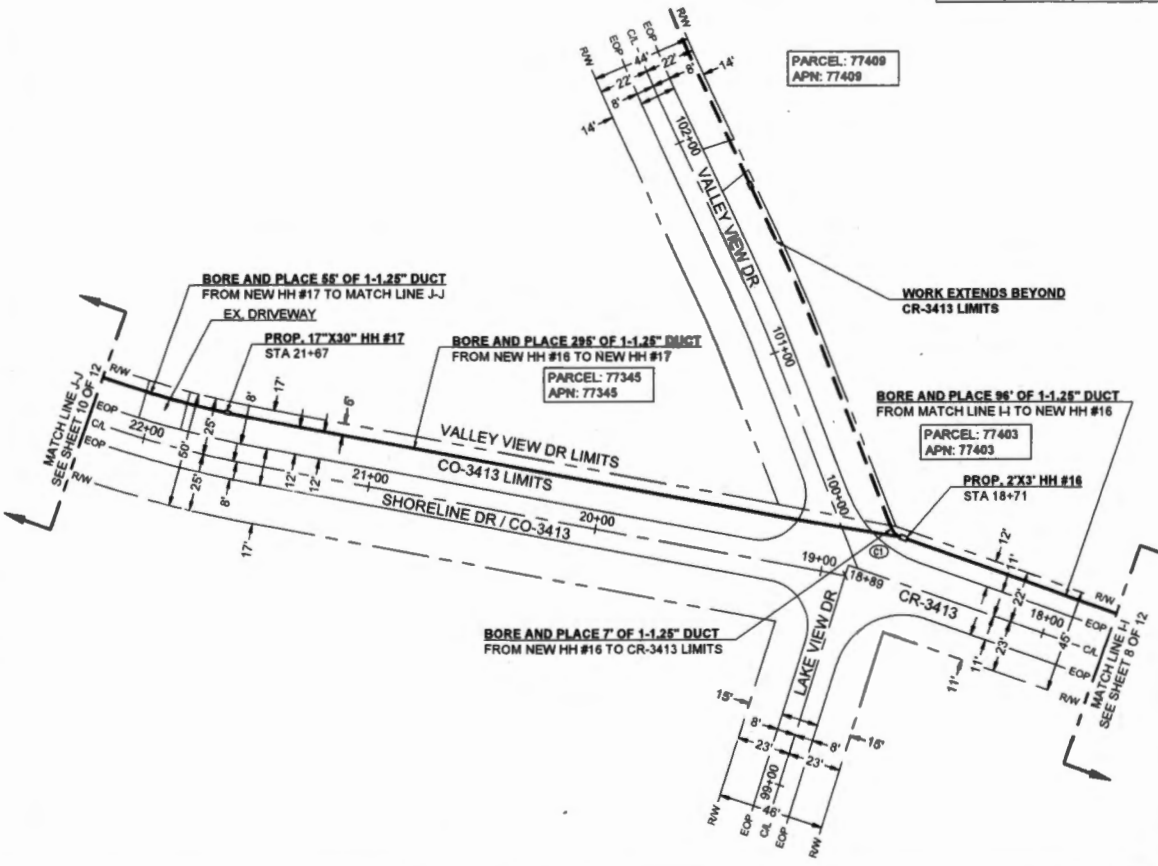 R/W
EOP
C/L
EOP
R/W
44'
22'
22'
8'
8'
14'
14'
PARCEL: 77409
APN: 77409
102+00
VALLEY VIEW DR
101+00
100+00
WORK EXTENDS BEYOND
CR-3413 LIMITS
BORE AND PLACE 55' OF 1-1.25" DUCT
FROM NEW HH #17 TO MATCH LINE J-J
EX. DRIVEWAY
PROP. 17"X30" HH #17
STA 21+67
BORE AND PLACE 295' OF 1-1.25" DUCT
FROM NEW HH #16 TO NEW HH #17
PARCEL: 77345
APN: 77345
BORE AND PLACE 96' OF 1-1.25" DUCT
FROM MATCH LINE I-I TO NEW HH #16
PARCEL: 77403
APN: 77403
PROP. 2'X3' HH #16
STA 18+71
MATCH LINE J-J
SEE SHEET 10 OF 12
R/W
EOP
C/L
EOP
R/W
22+00
50'
25'
25'
8'
8'
17'
12'
12'
17'
21+00
VALLEY VIEW DR LIMITS
CO-3413 LIMITS
SHORELINE DR / CO-3413
20+00
19+00
18+89
C1
CR-3413
12'
11'
22'
18+00
45'
23'
11'
11'
R/W
EOP
C/L
EOP
R/W
MATCH LINE I-I
SEE SHEET 8 OF 12
BORE AND PLACE 7' OF 1-1.25" DUCT
FROM NEW HH #16 TO CR-3413 LIMITS
LAKE VIEW DR
15'
15'
8'
8'
23'
23'
99+00
46'
R/W
EOP
C/L
EOP
R/W